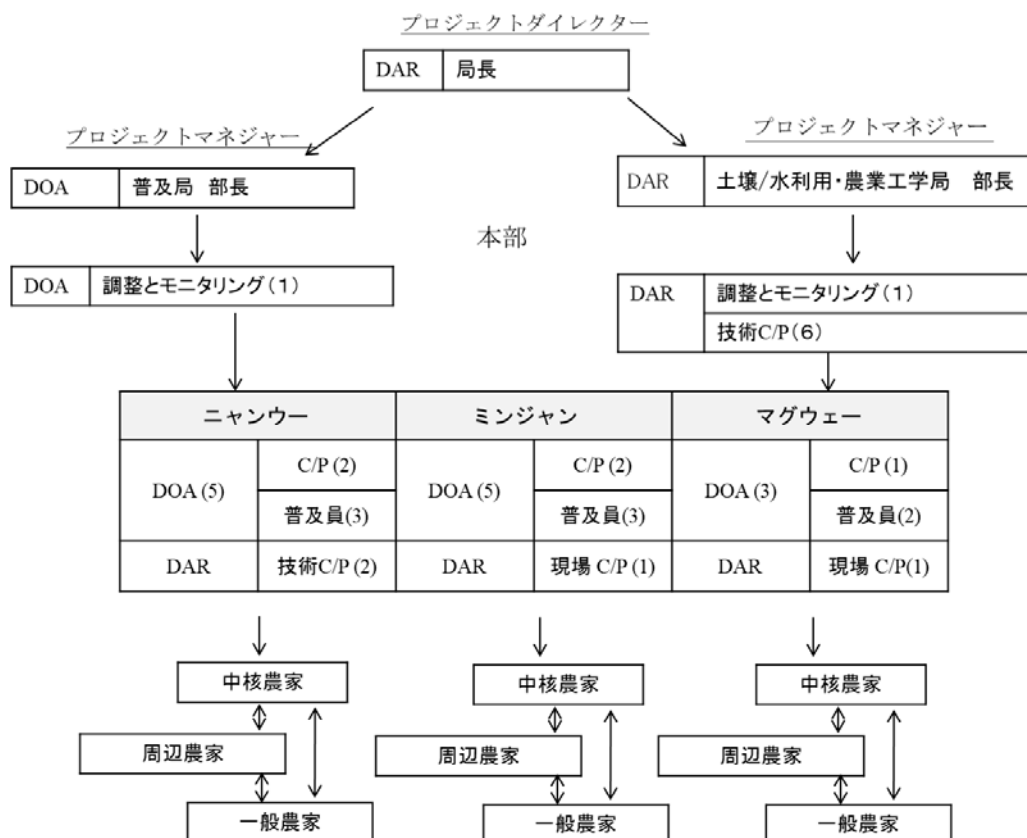 プロジェクトダイレクター
DAR 局長
プロジェクトマネジャー プロジェクトマネジャー
DOA 普及局 部長 DAR 土壌/水利用・農業工学局 部長
本部
DOA 調整とモニタリング(1) DAR 調整とモニタリング(1)
技術C/P(6)
ニャンウー ミンジャン マグウェー
DOA (5) C/P (2) DOA (5) C/P (2) DOA (3) C/P (1)
普及員(3) 普及員(3) 普及員(2)
DAR 技術C/P (2) DAR 現場 C/P (1) DAR 現場 C/P(1)
中核農家 中核農家 中核農家
周辺農家 周辺農家 周辺農家
一般農家 一般農家 一般農家